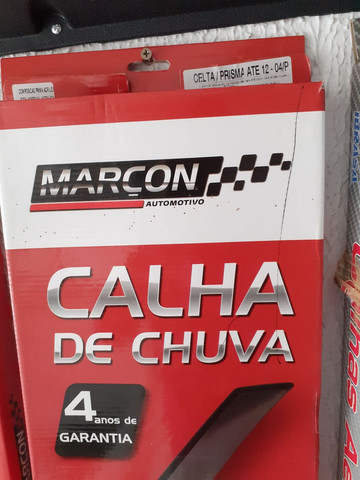 CELTA / PRISMA ATE 12 - 04/P
MARÇON
AUTOMOTIVO
CALHA
DE CHUVA
4 anos de
GARANTIA